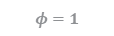 ϕ = 1